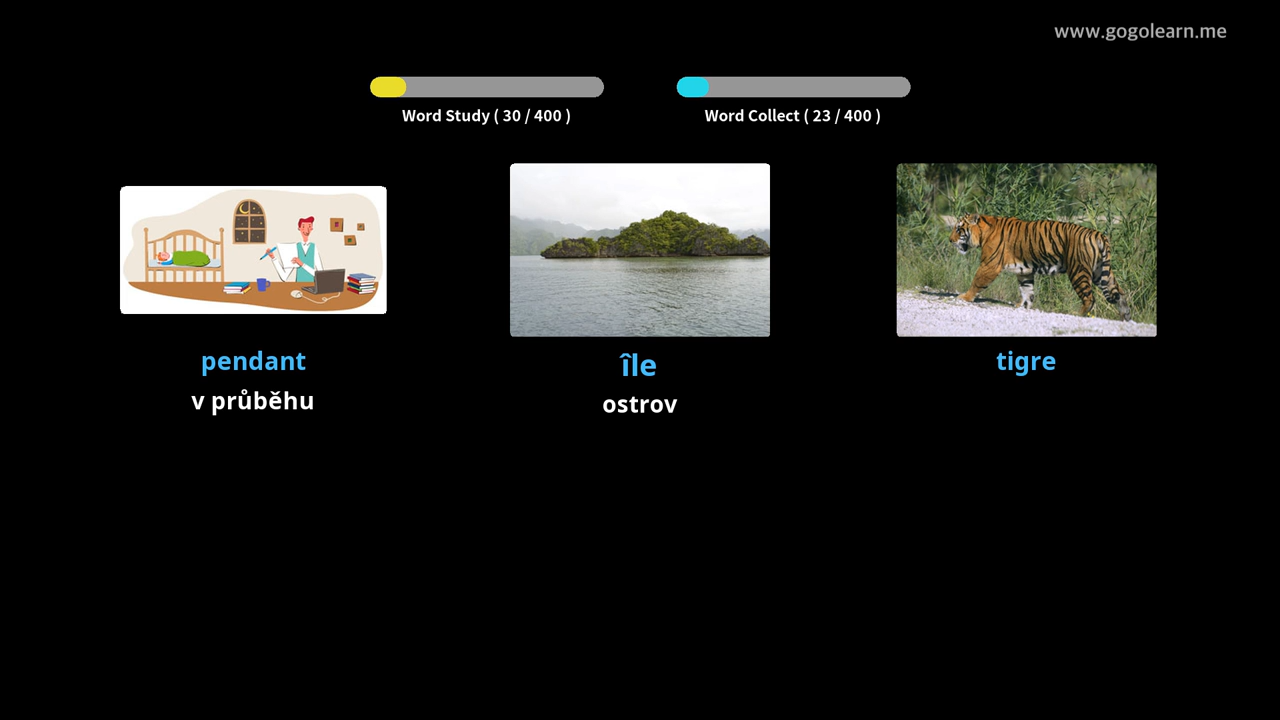 www.gogolearn.me
Word Study ( 30 / 400 )
Word Collect ( 23 / 400 )
pendant
v průběhu
île
ostrov
tigre